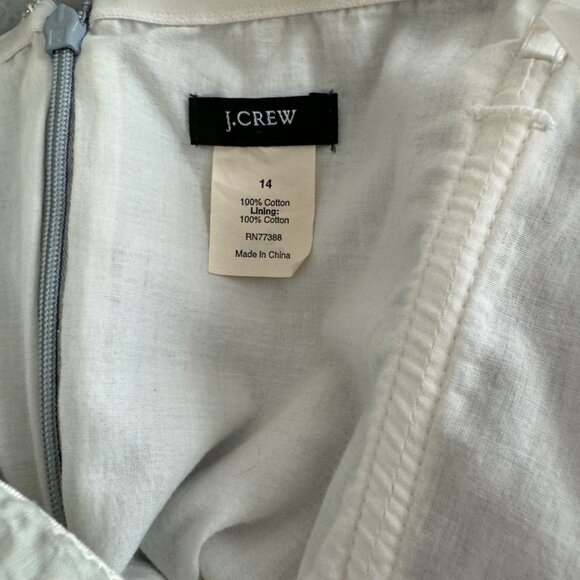 J.CREW
14
100% Cotton
Lining:
100% Cotton
RN77388
Made In China